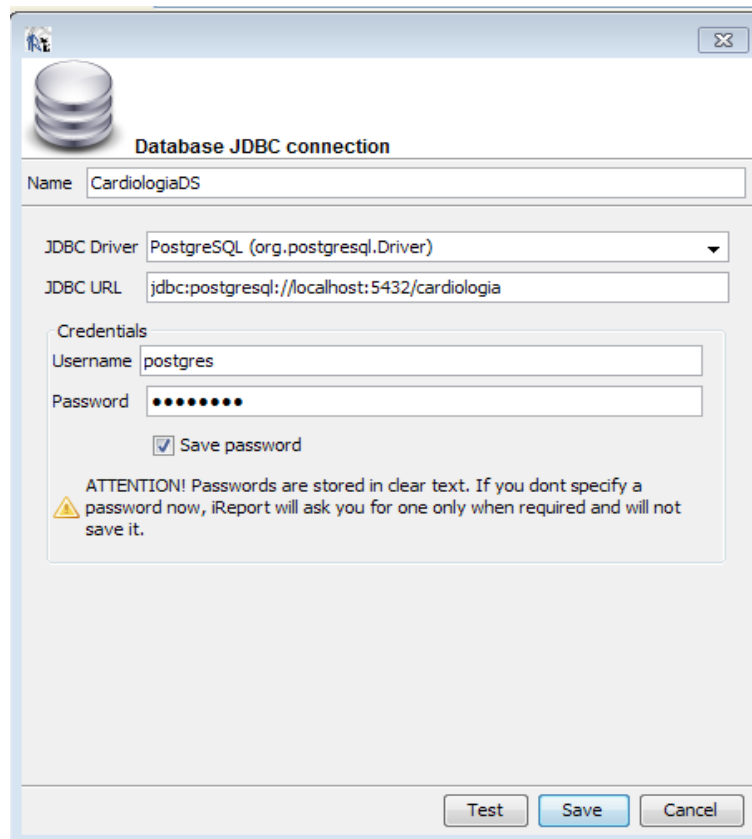 Database JDBC connection
Name CardiologiaDS
JDBC Driver PostgreSQL (org.postgresql.Driver)
JDBC URL jdbc:postgresql://localhost:5432/cardiologia
Credentials
Username postgres
Password ●●●●●●●●
Save password
ATTENTION! Passwords are stored in clear text. If you dont specify a
password now, iReport will ask you for one only when required and will not
save it.
Test Save Cancel